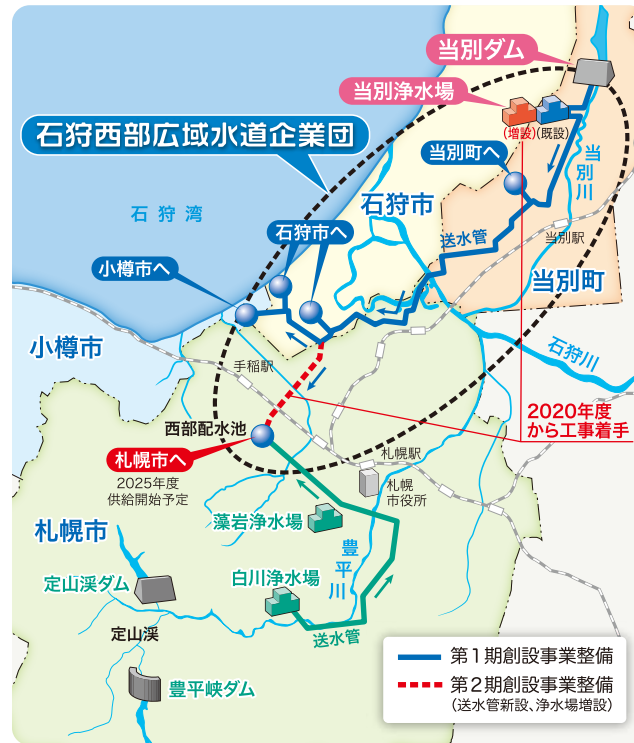 当別ダム
当別浄水場
(増設)
(既設)
石狩西部広域水道企業団
当別町へ
当別川
石狩湾
石狩市
石狩市へ
送水管
当別駅
小樽市へ
当別町
小樽市
石狩川
手稲駅
2020年度
から工事着手
西部配水池
札幌市へ
2025年度
供給開始予定
札幌駅
札幌
市役所
藻岩浄水場
札幌市
豊平川
定山渓ダム
白川浄水場
定山渓
送水管
豊平峡ダム
第1期創設事業整備
第2期創設事業整備
(送水管新設、浄水場増設)